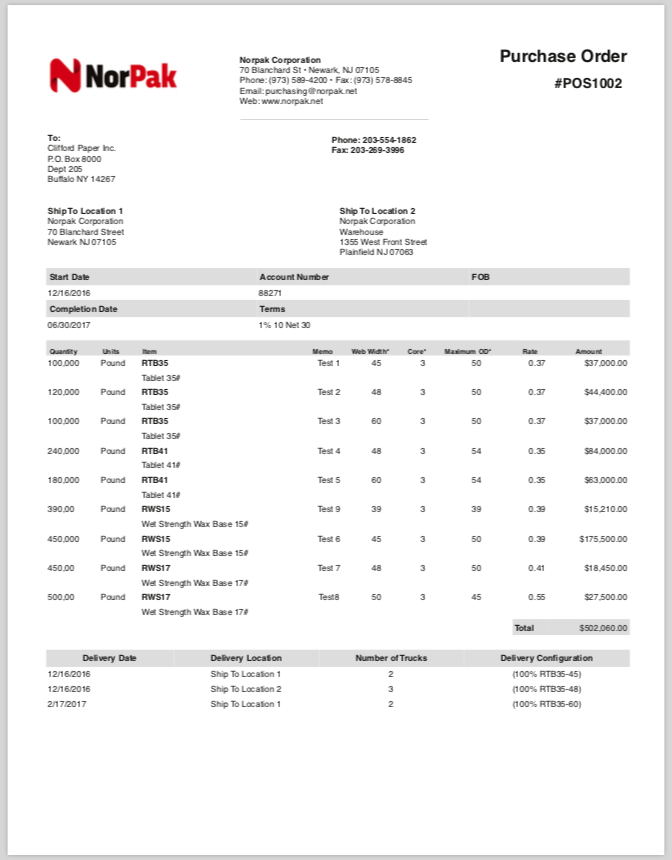 NorPak
Norpak Corporation
70 Blanchard St • Newark, NJ 07105
Phone: (973) 589-4200 • Fax: (973) 578-8845
Email: purchasing@norpak.net
Web: www.norpak.net
Purchase Order
#POS1002
To:
Clifford Paper Inc.
P.O. Box 8000
Dept 205
Buffalo NY 14267
Phone: 203-554-1862
Fax: 203-269-3996
Ship To Location 1
Norpak Corporation
70 Blanchard Street
Newark NJ 07105
Ship To Location 2
Norpak Corporation
Warehouse
1355 West Front Street
Plainfield NJ 07063
Start Date Account Number FOB
12/16/2016 88271
Completion Date Terms
06/30/2017 1% 10 Net 30
Quantity Units Item Memo Web Width* Core* Maximum OD* Rate Amount
100,000 Pound RTB35 Test 1 45 3 50 0.37 $37,000.00
Tablet 35#
120,000 Pound RTB35 Test 2 48 3 50 0.37 $44,400.00
Tablet 35#
100,000 Pound RTB35 Test 3 60 3 50 0.37 $37,000.00
Tablet 35#
240,000 Pound RTB41 Test 4 48 3 54 0.35 $84,000.00
Tablet 41#
180,000 Pound RTB41 Test 5 60 3 54 0.35 $63,000.00
Tablet 41#
390,00 Pound RWS15 Test 9 39 3 39 0.39 $15,210.00
Wet Strength Wax Base 15#
450,000 Pound RWS15 Test 6 45 3 50 0.39 $175,500.00
Wet Strength Wax Base 15#
450,00 Pound RWS17 Test 7 48 3 50 0.41 $18,450.00
Wet Strength Wax Base 17#
500,00 Pound RWS17 Test8 50 3 45 0.55 $27,500.00
Wet Strength Wax Base 17#
Total $502,060.00
Delivery Date Delivery Location Number of Trucks Delivery Configuration
12/16/2016 Ship To Location 1 2 (100% RTB35-45)
12/16/2016 Ship To Location 2 3 (100% RTB35-48)
2/17/2017 Ship To Location 1 2 (100% RTB35-60)